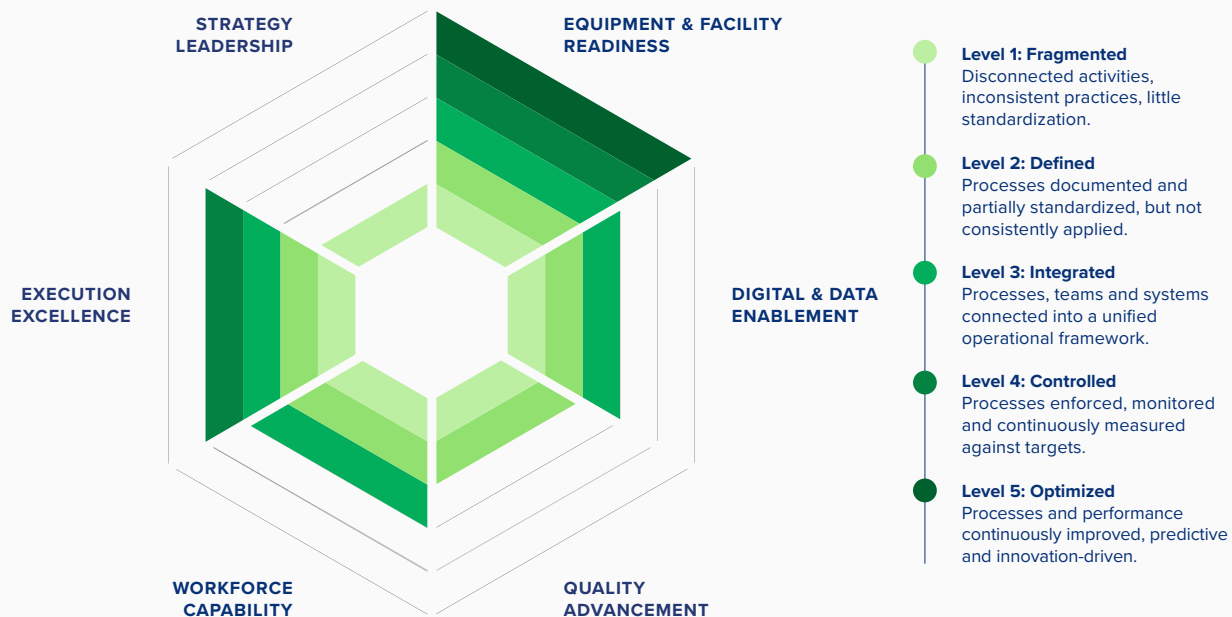 STRATEGY
LEADERSHIP
EQUIPMENT & FACILITY
READINESS
EXECUTION
EXCELLENCE
DIGITAL & DATA
ENABLEMENT
WORKFORCE
CAPABILITY
QUALITY
ADVANCEMENT
Level 1: Fragmented
Disconnected activities,
inconsistent practices, little
standardization.
Level 2: Defined
Processes documented and
partially standardized, but not
consistently applied.
Level 3: Integrated
Processes, teams and systems
connected into a unified
operational framework.
Level 4: Controlled
Processes enforced, monitored
and continuously measured
against targets.
Level 5: Optimized
Processes and performance
continuously improved, predictive
and innovation-driven.